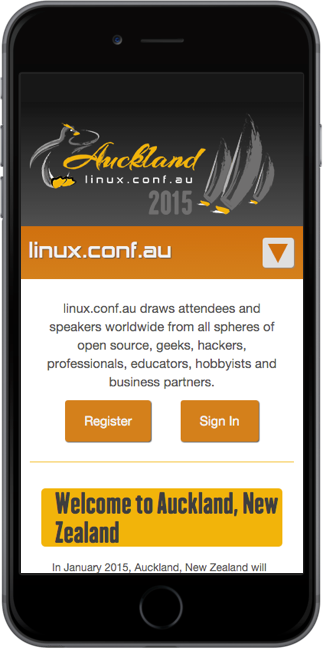 Auckland
linux.conf.au
2015
linux.conf.au
linux.conf.au draws attendees and
speakers worldwide from all spheres of
open source, geeks, hackers,
professionals, educators, hobbyists and
business partners.
Register
Sign In
Welcome to Auckland, New
Zealand
In January 2015, Auckland, New Zealand will